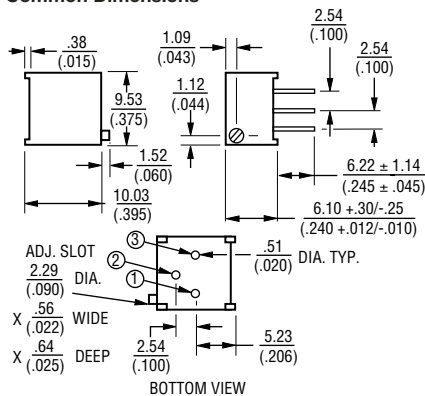 Common Dimensions
.38
(.015)
9.53
(.375)
1.52
(.060)
10.03
(.395)
1.09
(.043)
1.12
(.044)
2.54
(.100)
2.54
(.100)
6.22 ± 1.14
(.245 ± .045)
6.10 +.30/-.25
(.240 +.012/-.010)
ADJ. SLOT
2.29
(.090) DIA.
X .56
(.022) WIDE
X .64
(.025) DEEP
3
2
1
.51
(.020) DIA. TYP.
2.54
(.100)
5.23
(.206)
BOTTOM VIEW